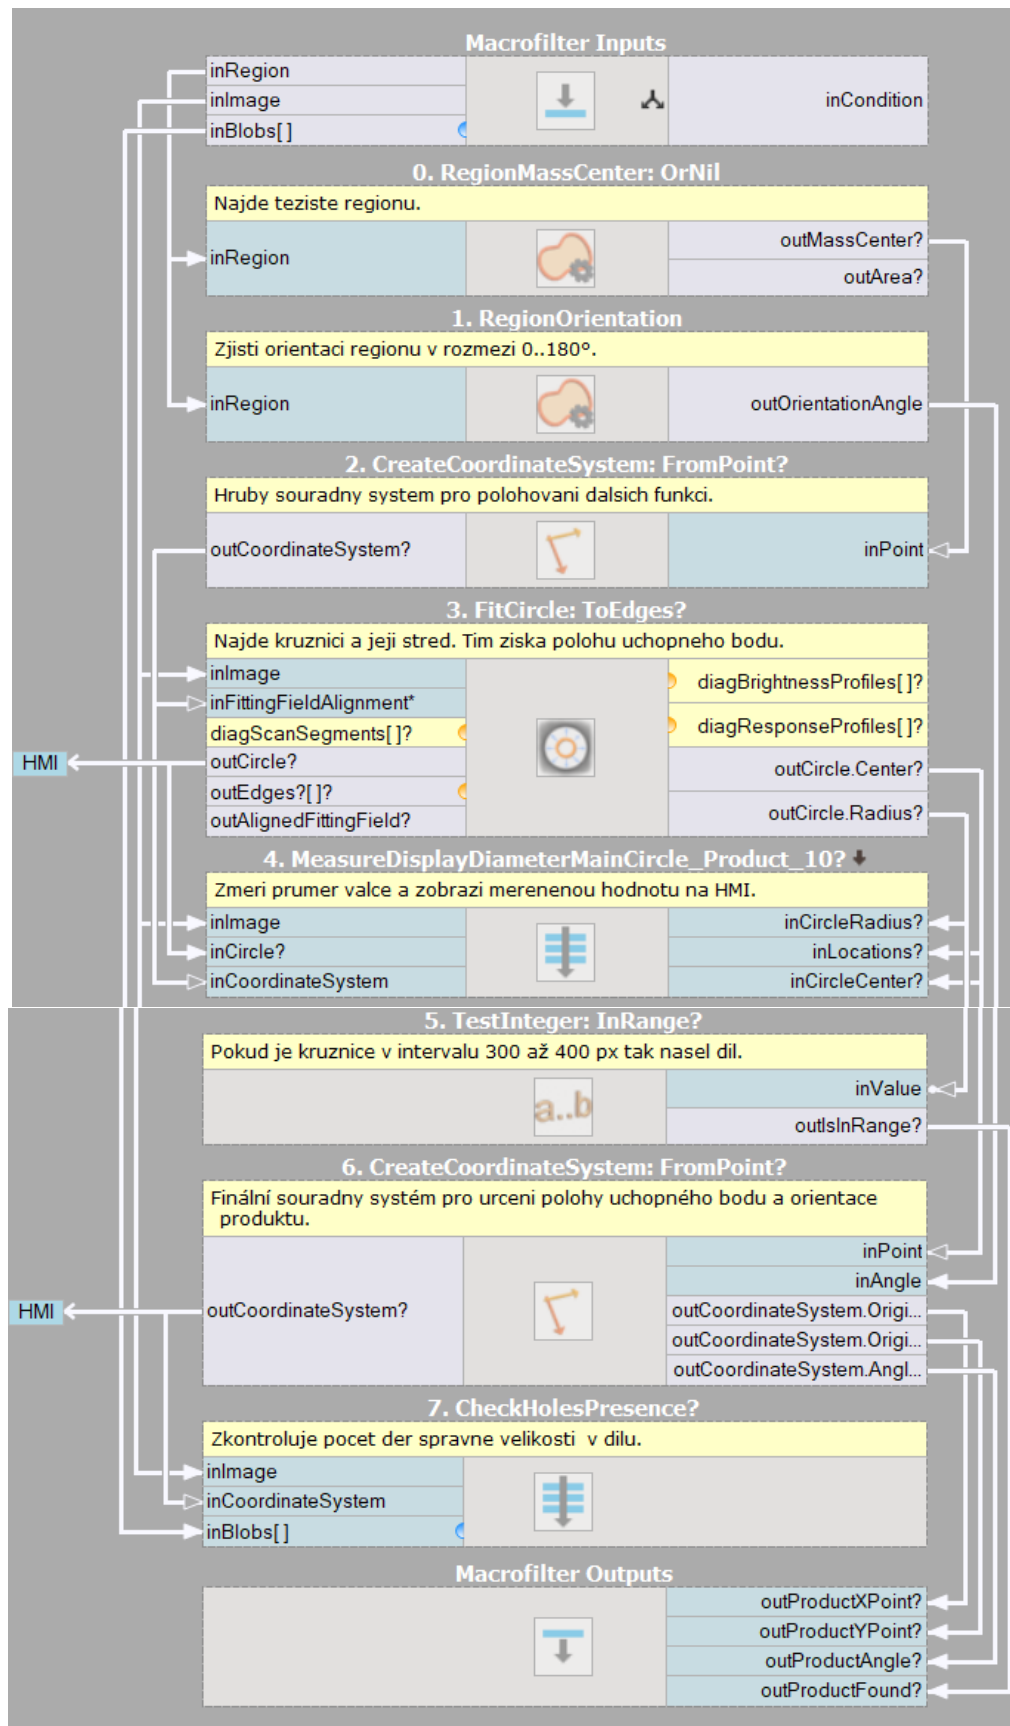 Macrofilter Inputs
inRegion
inImage
inBlobs[ ]
inCondition
0. RegionMassCenter: OrNil
Najde teziste regionu.
inRegion
outMassCenter?
outArea?
1. RegionOrientation
Zjisti orientaci regionu v rozmezi 0..180º.
inRegion
outOrientationAngle
2. CreateCoordinateSystem: FromPoint?
Hruby souradny system pro polohovani dalsich funkci.
outCoordinateSystem?
inPoint
3. FitCircle: ToEdges?
Najde kruznici a jeji stred. Tim ziska polohu uchopneho bodu.
inImage
inFittingFieldAlignment*
diagScanSegments[ ]?
outCircle?
outEdges?[ ]?
outAlignedFittingField?
diagBrightnessProfiles[ ]?
diagResponseProfiles[ ]?
outCircle.Center?
outCircle.Radius?
HMI
4. MeasureDisplayDiameterMainCircle_Product_10?
Zmeri prumer valce a zobrazi merenenou hodnotu na HMI.
inImage
inCircle?
inCoordinateSystem
inCircleRadius?
inLocations?
inCircleCenter?
5. TestInteger: InRange?
Pokud je kruznice v intervalu 300 až 400 px tak nasel dil.
a..b
inValue
outIsInRange?
6. CreateCoordinateSystem: FromPoint?
Finální souradny systém pro urceni polohy uchopného bodu a orientace
produktu.
outCoordinateSystem?
inPoint
inAngle
outCoordinateSystem.Origi...
outCoordinateSystem.Origi...
outCoordinateSystem.Angl...
HMI
7. CheckHolesPresence?
Zkontroluje pocet der spravne velikosti v dilu.
inImage
inCoordinateSystem
inBlobs[ ]
Macrofilter Outputs
outProductXPoint?
outProductYPoint?
outProductAngle?
outProductFound?